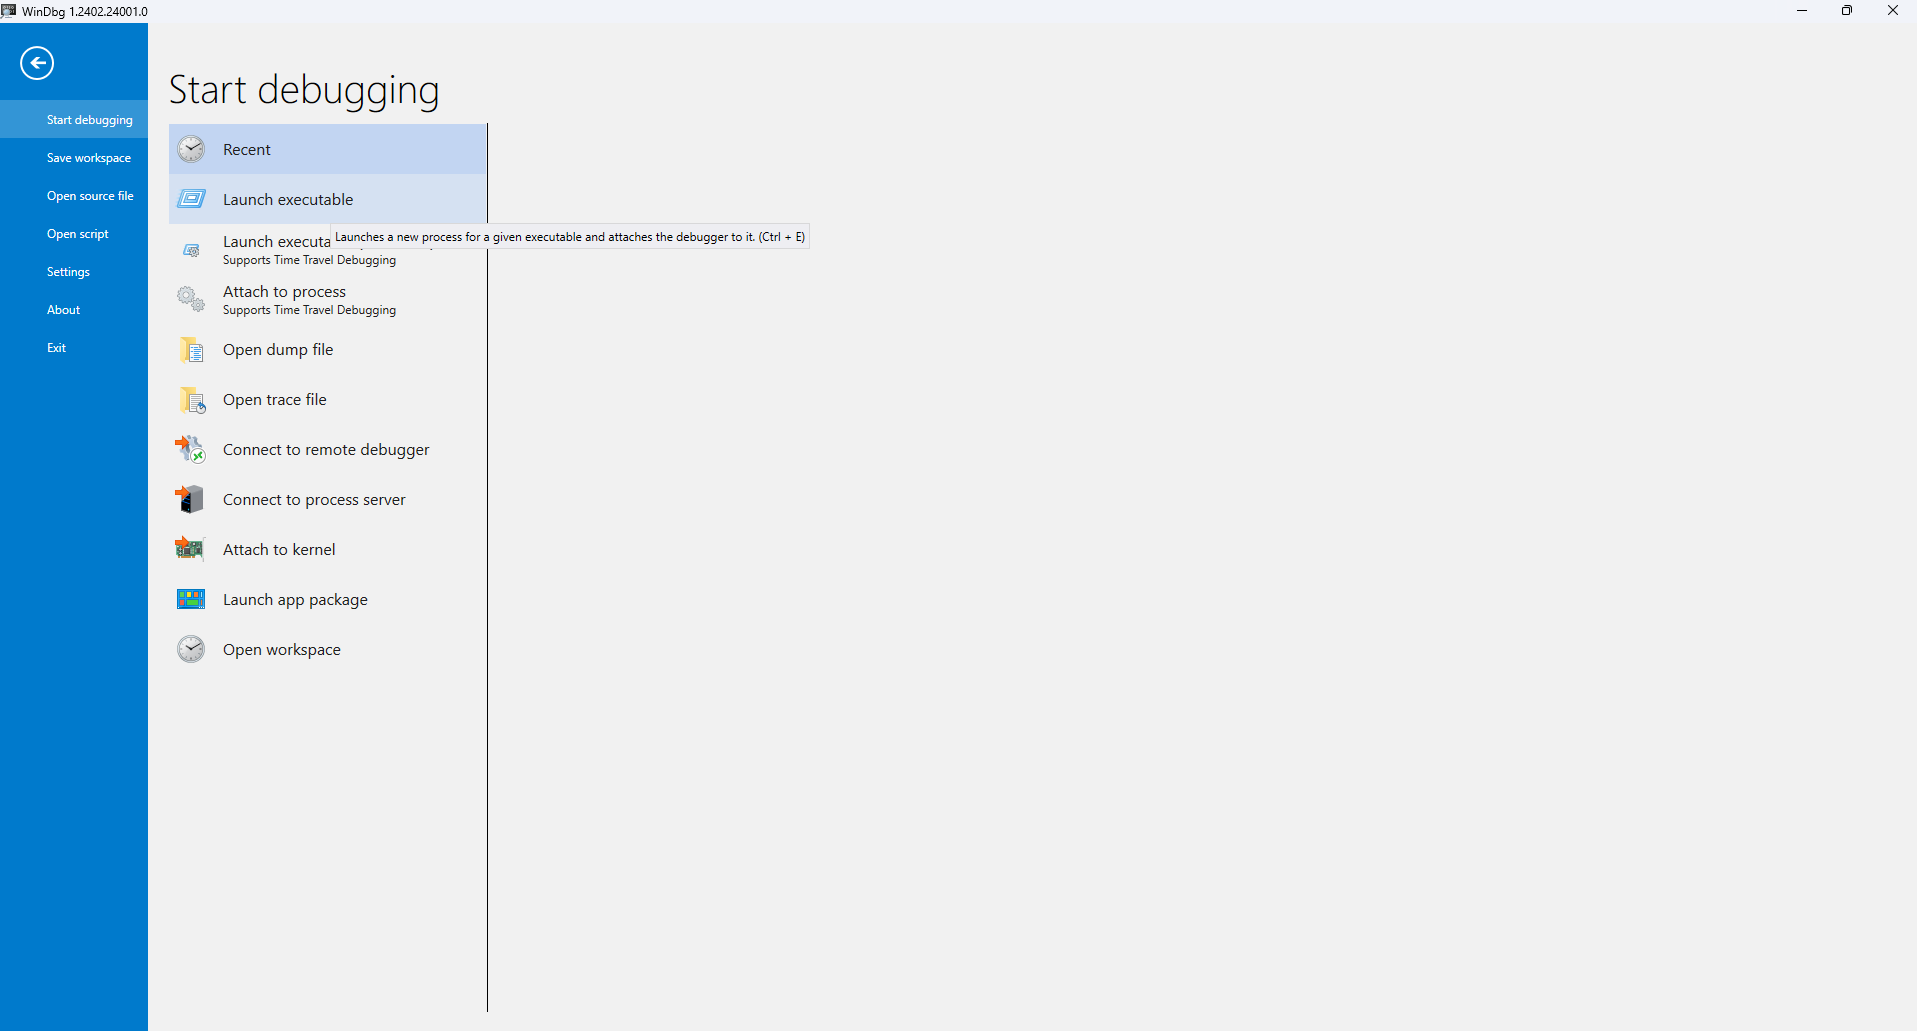 WinDbg 1.2402.24001.0
Start debugging
Save workspace
Open source file
Open script
Settings
About
Exit
Start debugging
Recent
Launch executable
Launches a new process for a given executable and attaches the debugger to it. (Ctrl + E)
Launch
Supports Time Travel Debugging
Attach to process
Supports Time Travel Debugging
Open dump file
Open trace file
Connect to remote debugger
Connect to process server
Attach to kernel
Launch app package
Open workspace